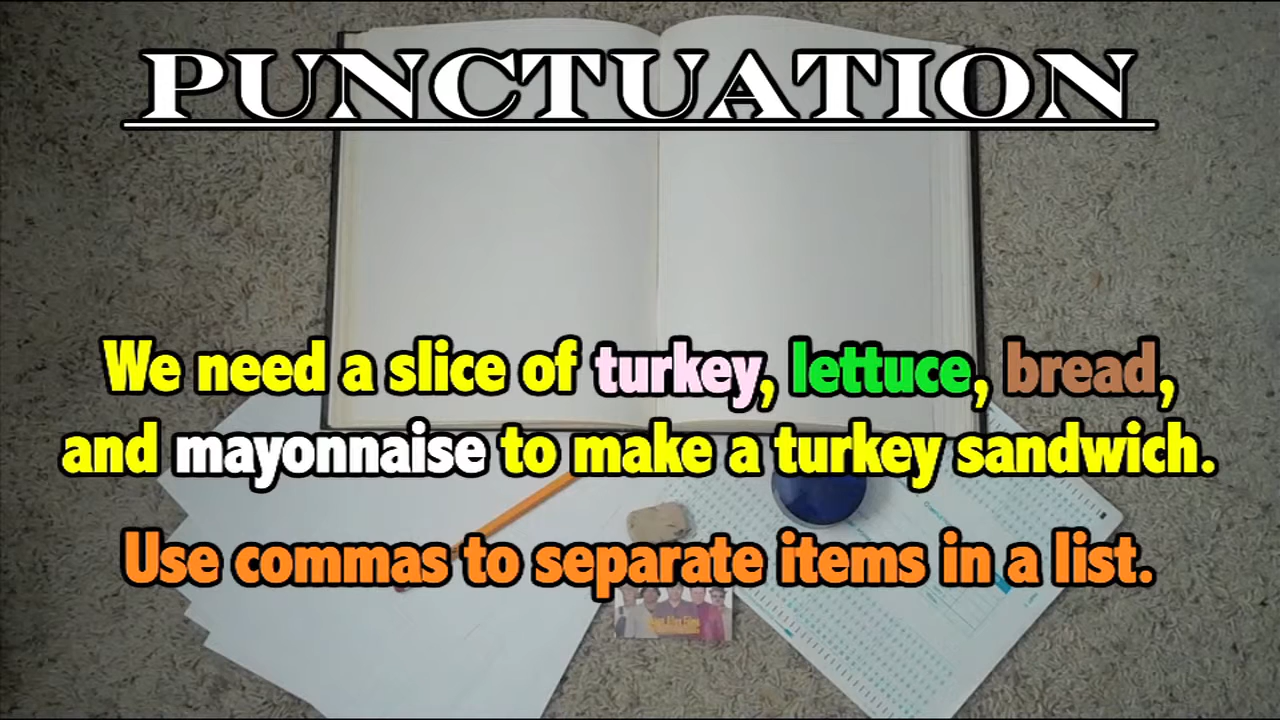 PUNCTUATION
We need a slice of turkey, lettuce, bread,
and mayonnaise to make a turkey sandwich.
Use commas to separate items in a list.